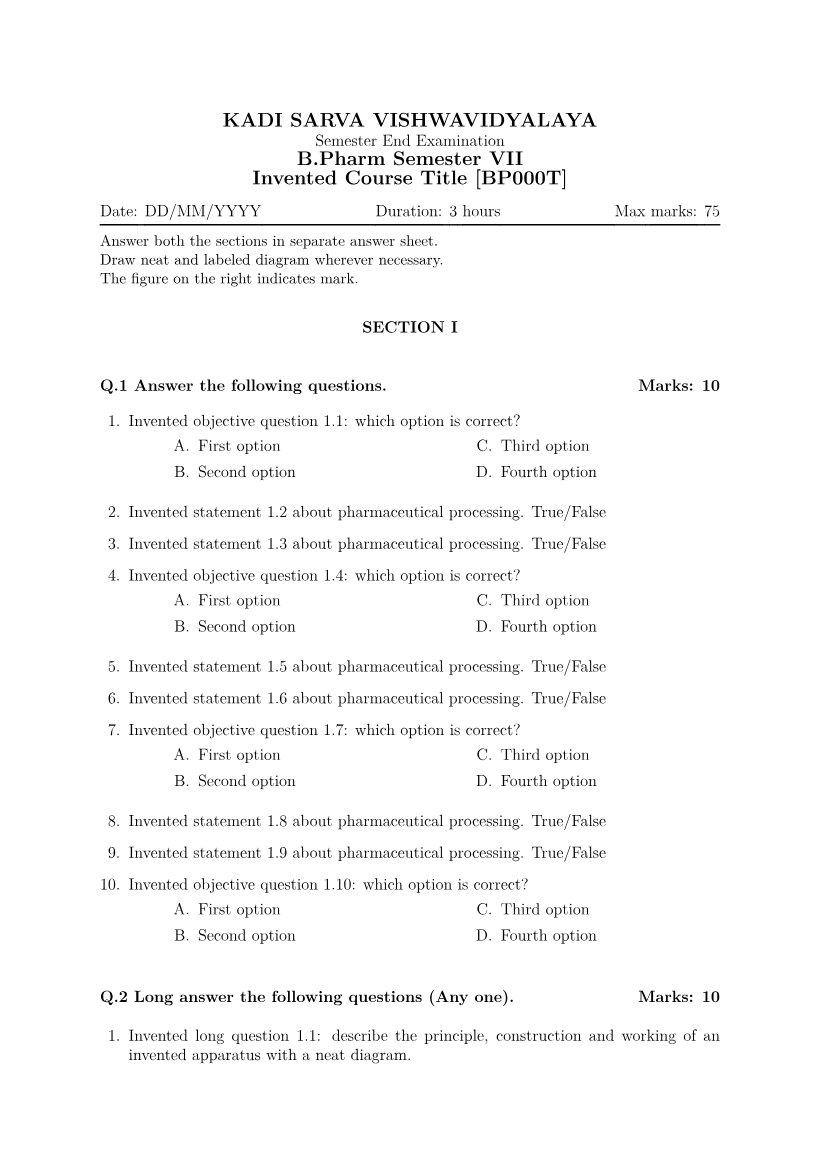 KADI SARVA VISHWAVIDYALAYA
Semester End Examination
B.Pharm Semester VII
Invented Course Title [BP000T]
Date: DD/MM/YYYY Duration: 3 hours Max marks: 75
Answer both the sections in separate answer sheet.
Draw neat and labeled diagram wherever necessary.
The figure on the right indicates mark.
SECTION I
Q.1 Answer the following questions. Marks: 10
1. Invented objective question 1.1: which option is correct?
A. First option C. Third option
B. Second option D. Fourth option
2. Invented statement 1.2 about pharmaceutical processing. True/False
3. Invented statement 1.3 about pharmaceutical processing. True/False
4. Invented objective question 1.4: which option is correct?
A. First option C. Third option
B. Second option D. Fourth option
5. Invented statement 1.5 about pharmaceutical processing. True/False
6. Invented statement 1.6 about pharmaceutical processing. True/False
7. Invented objective question 1.7: which option is correct?
A. First option C. Third option
B. Second option D. Fourth option
8. Invented statement 1.8 about pharmaceutical processing. True/False
9. Invented statement 1.9 about pharmaceutical processing. True/False
10. Invented objective question 1.10: which option is correct?
A. First option C. Third option
B. Second option D. Fourth option
Q.2 Long answer the following questions (Any one). Marks: 10
1. Invented long question 1.1: describe the principle, construction and working of an
invented apparatus with a neat diagram.